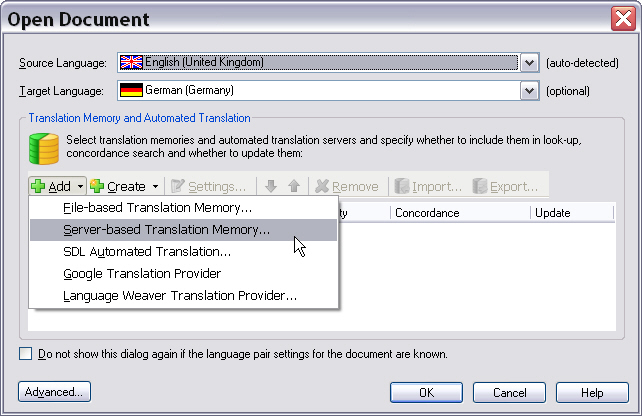 Open Document
Source Language: English (United Kingdom) (auto-detected)
Target Language: German (Germany) (optional)
Translation Memory and Automated Translation
Select translation memories and automated translation servers and specify whether to include them in look-up,
concordance search and whether to update them:
Add Create Settings... Remove Import... Export...
Concordance Update
File-based Translation Memory...
Server-based Translation Memory...
SDL Automated Translation...
Google Translation Provider
Language Weaver Translation Provider...
Do not show this dialog again if the language pair settings for the document are known.
Advanced... OK Cancel Help